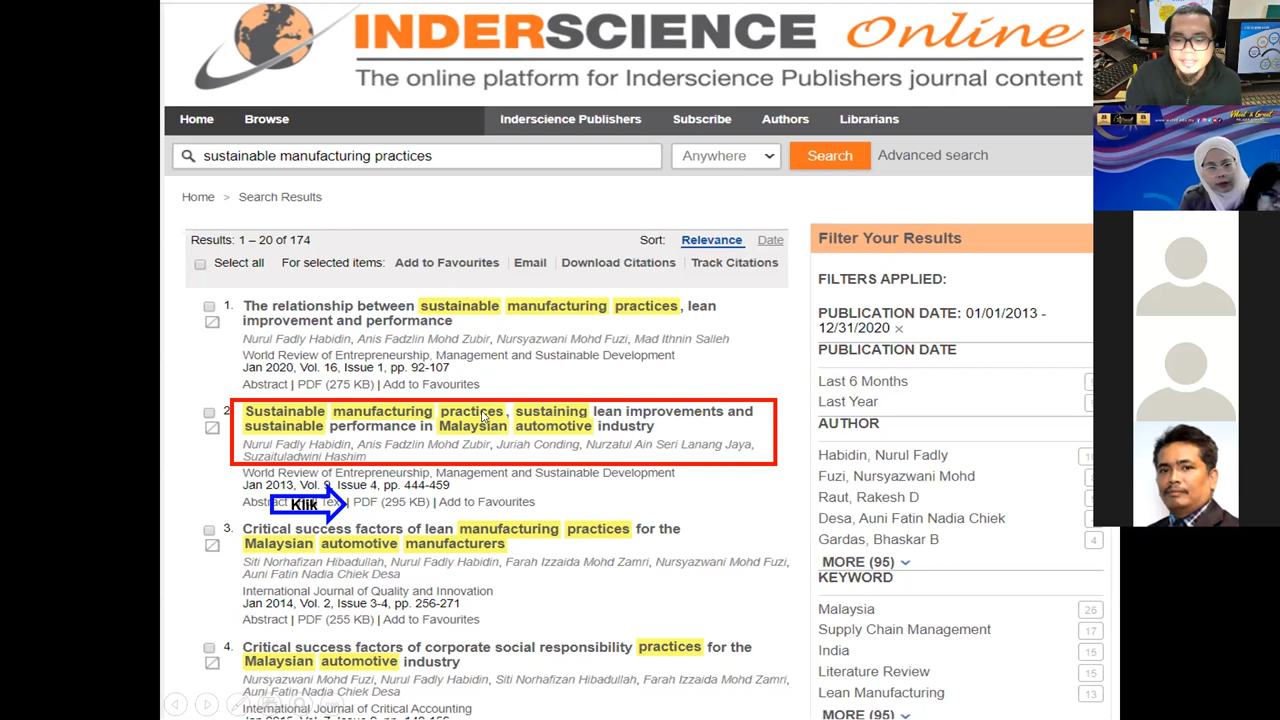 INDERSCIENCE Online
The online platform for Inderscience Publishers journal content
Home Browse Inderscience Publishers Subscribe Authors Librarians
sustainable manufacturing practices Anywhere Search Advanced search
Home > Search Results
Results: 1 – 20 of 174 Sort: Relevance Date
Select all For selected items: Add to Favourites | Email | Download Citations | Track Citations
1. The relationship between sustainable manufacturing practices, lean
improvement and performance
Nurul Fadly Habidin, Anis Fadzlin Mohd Zubir, Nursyazwani Mohd Fuzi, Mad Ithnin Salleh
World Review of Entrepreneurship, Management and Sustainable Development
Jan 2020, Vol. 16, Issue 1, pp. 92-107
Abstract | PDF (275 KB) | Add to Favourites
2. Sustainable manufacturing practices, sustaining lean improvements and
sustainable performance in Malaysian automotive industry
Nurul Fadly Habidin, Anis Fadzlin Mohd Zubir, Juriah Conding, Nurzatul Ain Seri Lanang Jaya,
Suzaituladwini Hashim
World Review of Entrepreneurship, Management and Sustainable Development
Jan 2013, Vol. 9, Issue 4, pp. 444-459
Abstract | PDF (295 KB) | Add to Favourites
Klik
3. Critical success factors of lean manufacturing practices for the
Malaysian automotive manufacturers
Siti Norhafizan Hibadullah, Nurul Fadly Habidin, Farah Izzaida Mohd Zamri, Nursyazwani Mohd Fuzi,
Auni Fatin Nadia Chiek Desa
International Journal of Quality and Innovation
Jan 2014, Vol. 2, Issue 3-4, pp. 256-271
Abstract | PDF (255 KB) | Add to Favourites
4. Critical success factors of corporate social responsibility practices for the
Malaysian automotive industry
Nursyazwani Mohd Fuzi, Nurul Fadly Habidin, Siti Norhafizan Hibadullah, Farah Izzaida Mohd Zamri,
Auni Fatin Nadia Chiek Desa
International Journal of Critical Accounting
Filter Your Results
FILTERS APPLIED:
PUBLICATION DATE: 01/01/2013 -
12/31/2020 ×
PUBLICATION DATE
Last 6 Months
Last Year
AUTHOR
Habidin, Nurul Fadly
Fuzi, Nursyazwani Mohd
Raut, Rakesh D
Desa, Auni Fatin Nadia Chiek
Gardas, Bhaskar B 4
MORE (95)
KEYWORD
Malaysia 26
Supply Chain Management 17
India 15
Literature Review 15
Lean Manufacturing 13
MORE (95)